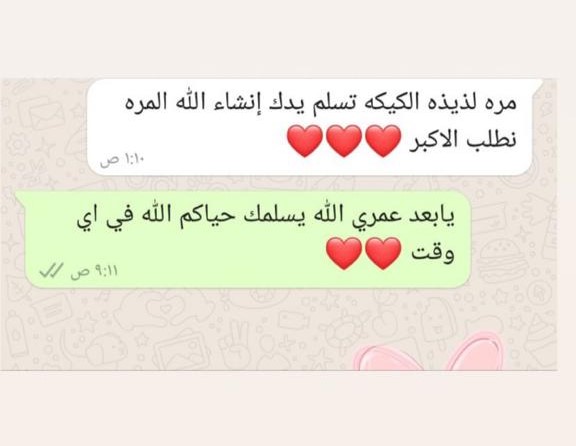 مره لذيذه الكيكه تسلم يدك إنشاء الله المره
نطلب الاكبر ❤️❤️❤️
١:١٠ ص
يابعد عمري الله يسلمك حياكم الله في اي
وقت ❤️❤️
٩:١١ ص